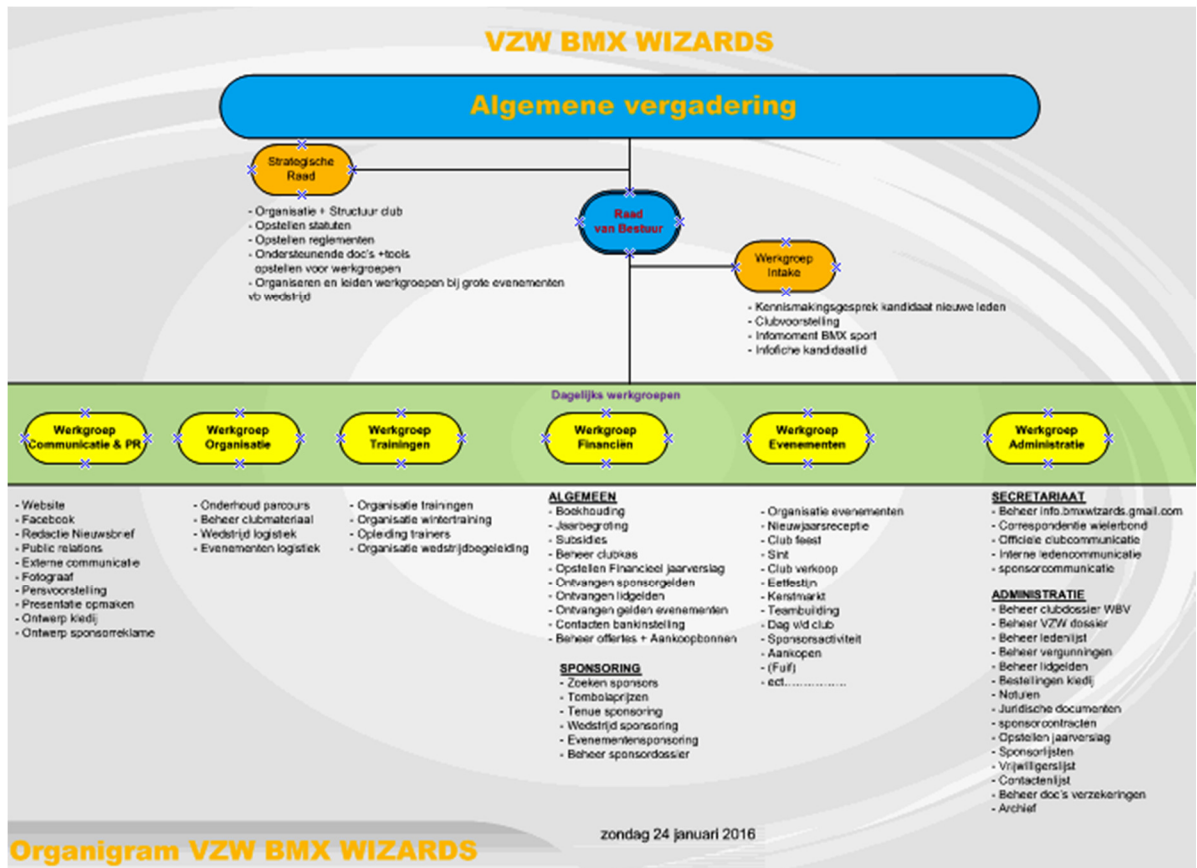 VZW BMX WIZARDS
Algemene vergadering
Strategische
Raad
- Organisatie + Structuur club
- Opstellen statuten
- Opstellen reglementen
- Ondersteunende doc's +tools
opstellen voor werkgroepen
- Organiseren en leiden werkgroepen bij grote evenementen
vb wedstrijd
Raad
van Bestuur
Werkgroep
Intake
- Kennismakingsgesprek kandidaat nieuwe leden
- Clubvoorstelling
- Infomoment BMX sport
- Infofiche kandidaatlid
Dagelijks werkgroepen
Werkgroep
Communicatie & PR
- Website
- Facebook
- Redactie Nieuwsbrief
- Public relations
- Externe communicatie
- Fotograaf
- Persvoorstelling
- Presentatie opmaken
- Ontwerp kledij
- Ontwerp sponsorreklame
Werkgroep
Organisatie
- Onderhoud parcours
- Beheer clubmateriaal
- Wedstrijd logistiek
- Evenementen logistiek
Werkgroep
Trainingen
- Organisatie trainingen
- Organisatie wintertraining
- Opleiding trainers
- Organisatie wedstrijdbegeleiding
Werkgroep
Financiën
ALGEMEEN
- Boekhouding
- Jaarbegroting
- Subsidies
- Beheer clubkas
- Opstellen Financieel jaarverslag
- Ontvangen sponsorgelden
- Ontvangen lidgelden
- Ontvangen gelden evenementen
- Contacten bankinstelling
- Beheer offertes + Aankoopbonnen
SPONSORING
- Zoeken sponsors
- Tombolaprijzen
- Tenue sponsoring
- Wedstrijd sponsoring
- Evenementensponsoring
- Beheer sponsordossier
Werkgroep
Evenementen
- Organisatie evenementen
- Nieuwjaarsreceptie
- Club feest
- Sint
- Club verkoop
- Eetfestijn
- Kerstmarkt
- Teambuilding
- Dag v/d club
- Sponsorsactiviteit
- Aankopen
- (Fuif)
- ect..................
Werkgroep
Administratie
SECRETARIAAT
- Beheer info.bmxwizards.gmail.com
- Correspondentie wielerbond
- Officiele clubcommunicatie
- Interne ledencommunicatie
- sponsorcommunicatie
ADMINISTRATIE
- Beheer clubdossier WBV
- Beheer VZW dossier
- Beheer ledenlijst
- Beheer vergunningen
- Beheer lidgelden
- Bestellingen kledij
- Notulen
- Juridische documenten
- sponsorcontracten
- Opstellen jaarverslag
- Sponsorlijsten
- Vrijwilligerslijst
- Contactenlijst
- Beheer doc's verzekeringen
- Archief
zondag 24 januari 2016
Organigram VZW BMX WIZARDS